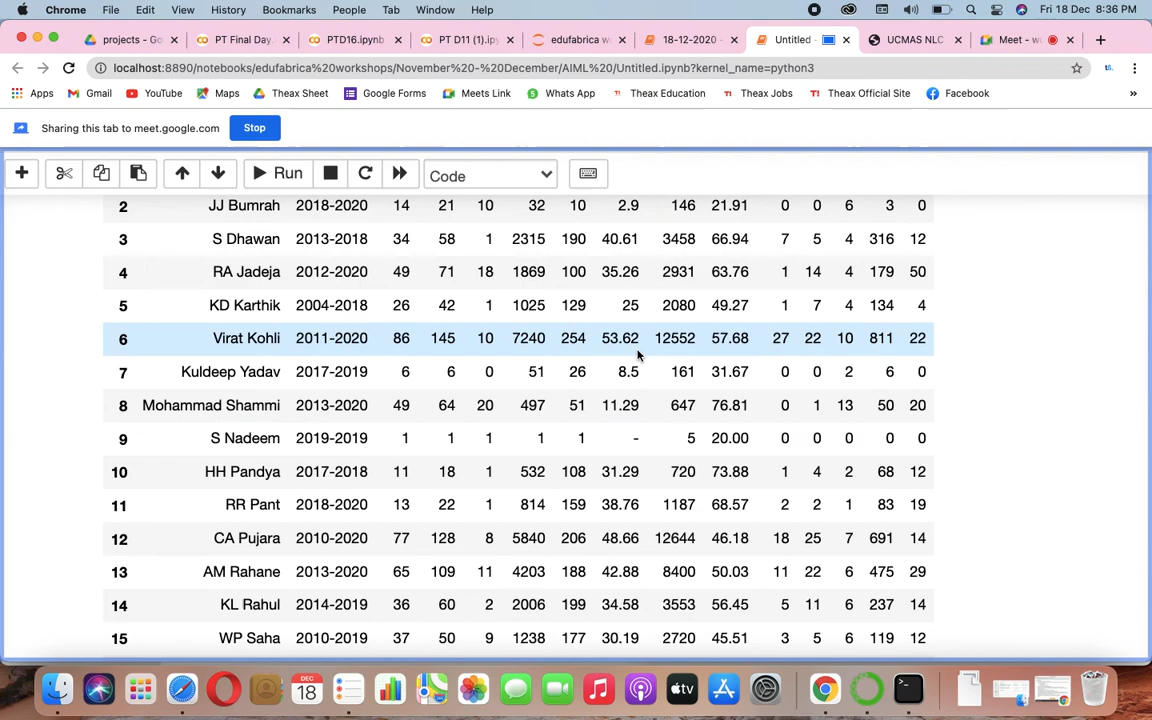 Chrome File Edit View History Bookmarks People Tab Window Help Fri 18 Dec 8:36 PM
projects - Go PT Final Day. PTD16.ipynb PT D11 (1).ip edufabrica w 18-12-2020 - Untitled - UCMAS NLC Meet - w
localhost:8890/notebooks/edufabrica%20workshops/November%20-%20December/AIML%20/Untitled.ipynb?kernel_name=python3
Apps Gmail YouTube Maps Theax Sheet Google Forms Meets Link Whats App Theax Education Theax Jobs Theax Official Site Facebook »
Sharing this tab to meet.google.com Stop
Run Code
2 JJ Bumrah 2018-2020 14 21 10 32 10 2.9 146 21.91 0 0 6 3 0
3 S Dhawan 2013-2018 34 58 1 2315 190 40.61 3458 66.94 7 5 4 316 12
4 RA Jadeja 2012-2020 49 71 18 1869 100 35.26 2931 63.76 1 14 4 179 50
5 KD Karthik 2004-2018 26 42 1 1025 129 25 2080 49.27 1 7 4 134 4
6 Virat Kohli 2011-2020 86 145 10 7240 254 53.62 12552 57.68 27 22 10 811 22
7 Kuldeep Yadav 2017-2019 6 6 0 51 26 8.5 161 31.67 0 0 2 6 0
8 Mohammad Shammi 2013-2020 49 64 20 497 51 11.29 647 76.81 0 1 13 50 20
9 S Nadeem 2019-2019 1 1 1 1 1 - 5 20.00 0 0 0 0 0
10 HH Pandya 2017-2018 11 18 1 532 108 31.29 720 73.88 1 4 2 68 12
11 RR Pant 2018-2020 13 22 1 814 159 38.76 1187 68.57 2 2 1 83 19
12 CA Pujara 2010-2020 77 128 8 5840 206 48.66 12644 46.18 18 25 7 691 14
13 AM Rahane 2013-2020 65 109 11 4203 188 42.88 8400 50.03 11 22 6 475 29
14 KL Rahul 2014-2019 36 60 2 2006 199 34.58 3553 56.45 5 11 6 237 14
15 WP Saha 2010-2019 37 50 9 1238 177 30.19 2720 45.51 3 5 6 119 12
DEC
18 tv